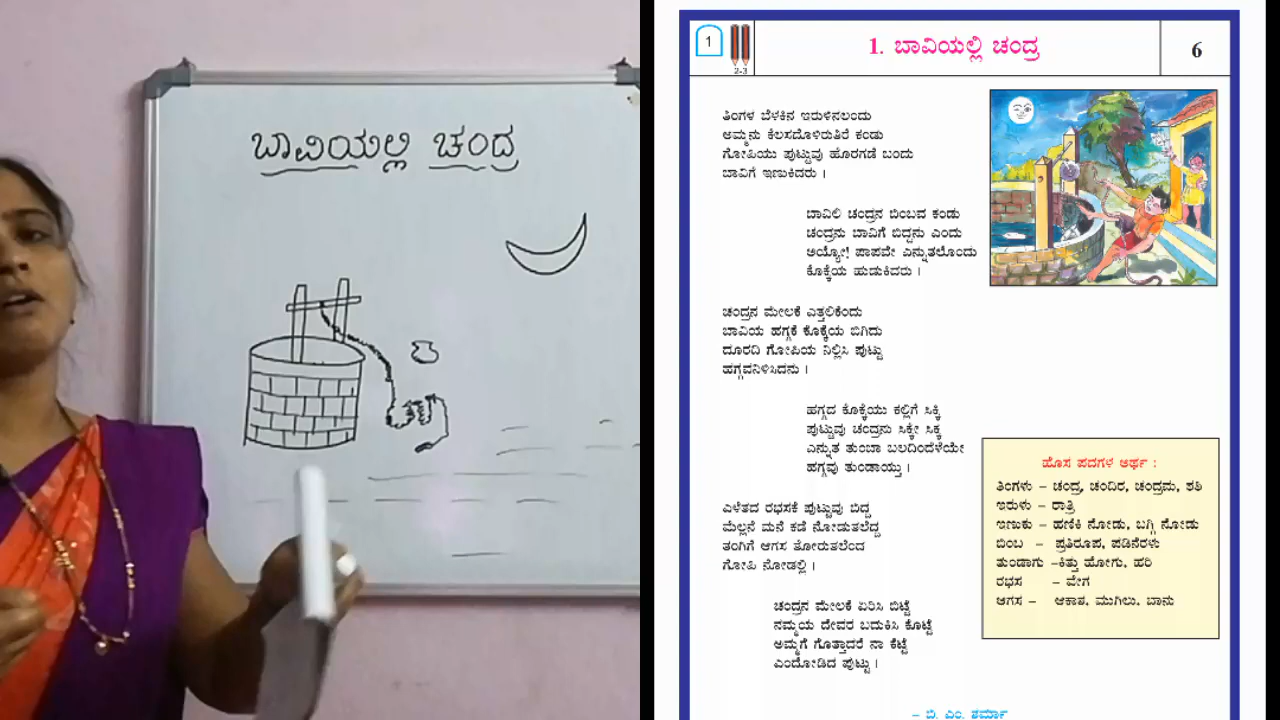 ಬಾವಿಯಲ್ಲಿ ಚಂದ್ರ
1
2-3
1. ಬಾವಿಯಲ್ಲಿ ಚಂದ್ರ
6
ತಿಂಗಳ ಬೆಳಕಿನ ಇರುಳಿನಲಂದು
ಅಮ್ಮನು ಕೆಲಸದೊಳಿರುತಿರೆ ಕಂಡು
ಗೋಪಿಯು ಪುಟ್ಟುವು ಹೊರಗಡೆ ಬಂದು
ಬಾವಿಗೆ ಇಣುಕಿದರು ।
ಬಾವಿಲಿ ಚಂದ್ರನ ಬಿಂಬವ ಕಂಡು
ಚಂದ್ರನು ಬಾವಿಗೆ ಬಿದ್ದನು ಎಂದು
ಅಯ್ಯೋ! ಪಾಪವೇ ಎನ್ನುತಲೊಂದು
ಕೊಕ್ಕೆಯ ಹುಡುಕಿದರು ।
ಚಂದ್ರನ ಮೇಲಕೆ ಎತ್ತಲಿಕೆಂದು
ಬಾವಿಯ ಹಗ್ಗಕೆ ಕೊಕ್ಕೆಯ ಬಿಗಿದು
ದೂರದಿ ಗೋಪಿಯ ನಿಲ್ಲಿಸಿ ಪುಟ್ಟು
ಹಗ್ಗವನಿಳಿಸಿದನು ।
ಹಗ್ಗದ ಕೊಕ್ಕೆಯು ಕಲ್ಲಿಗೆ ಸಿಕ್ಕಿ
ಪುಟ್ಟುವು ಚಂದ್ರನು ಸಿಕ್ಕೇ ಸಿಕ್ಕ
ಎನ್ನುತ ತುಂಬಾ ಬಲದಿಂದೆಳೆಯೇ
ಹಗ್ಗವು ತುಂಡಾಯ್ತು ।
ಎಳೆತದ ರಭಸಕೆ ಪುಟ್ಟುವು ಬಿದ್ದ
ಮೆಲ್ಲನೆ ಮನೆ ಕಡೆ ನೋಡುತಲೆದ್ದ
ತಂಗಿಗೆ ಆಗಸ ತೋರುತಲೆಂದ
ಗೋಪಿ ನೋಡಲ್ಲಿ ।
ಚಂದ್ರನ ಮೇಲಕೆ ಏರಿಸಿ ಬಿಟ್ಟೆ
ನಮ್ಮಯ ದೇವರ ಬದುಕಿಸಿ ಕೊಟ್ಟೆ
ಅಮ್ಮಗೆ ಗೊತ್ತಾದರೆ ನಾ ಕೆಟ್ಟೆ
ಎಂದೋಡಿದ ಪುಟ್ಟು ।
– ಬಿ. ಎಂ. ಶರ್ಮಾ
ಹೊಸ ಪದಗಳ ಅರ್ಥ :
ತಿಂಗಳು – ಚಂದ್ರ, ಚಂದಿರ, ಚಂದ್ರಮ, ಶಶಿ
ಇರುಳು – ರಾತ್ರಿ
ಇಣುಕು – ಹಣಿಕಿ ನೋಡು, ಬಗ್ಗಿ ನೋಡು
ಬಿಂಬ – ಪ್ರತಿರೂಪ, ಪಡಿನೆರಳು
ತುಂಡಾಗು –ಕಿತ್ತು ಹೋಗು, ಹರಿ
ರಭಸ – ವೇಗ
ಆಗಸ – ಆಕಾಶ, ಮುಗಿಲು, ಬಾನು